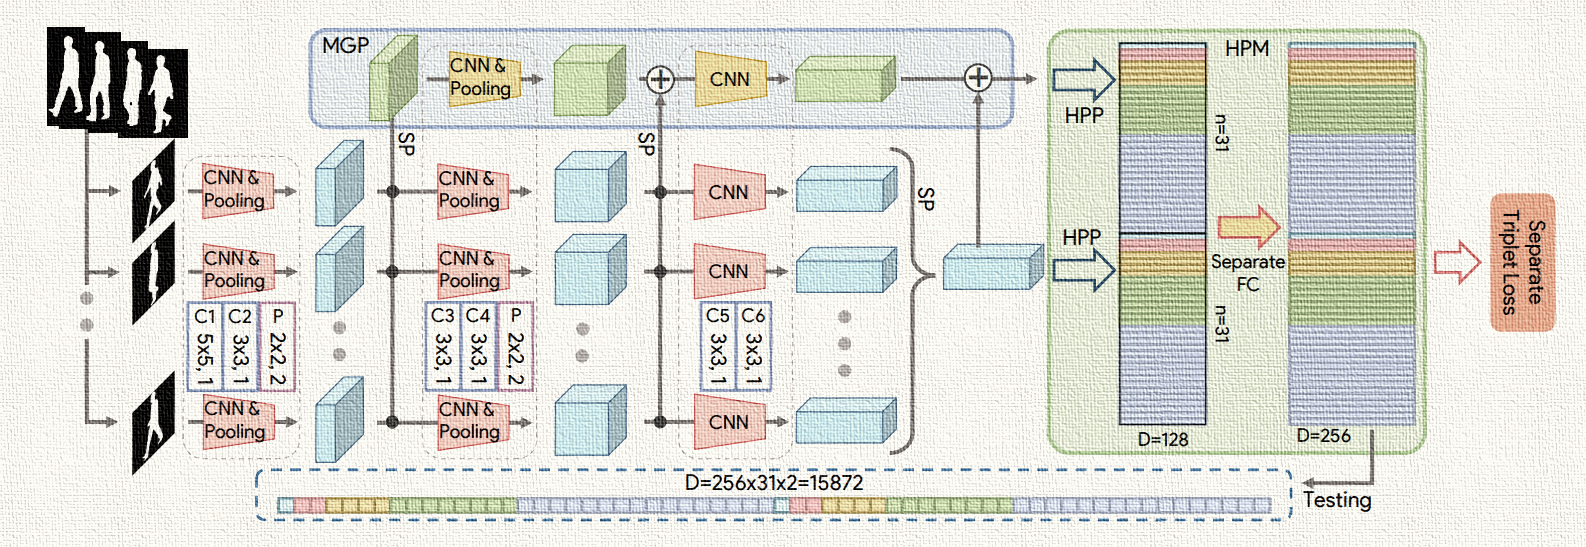 MGP
CNN &
Pooling
CNN
SP
SP
HPM
HPP
n=31
CNN &
Pooling
CNN &
Pooling
CNN
SP
CNN &
Pooling
CNN &
Pooling
CNN
HPP
Separate
FC
Separate
Triplet Loss
C1
5x5, 1
C2
3x3, 1
P
2x2, 2
C3
3x3, 1
C4
3x3, 1
P
2x2, 2
C5
3x3, 1
C6
3x3, 1
n=31
CNN &
Pooling
CNN &
Pooling
CNN
D=128
D=256
D=256x31x2=15872
Testing